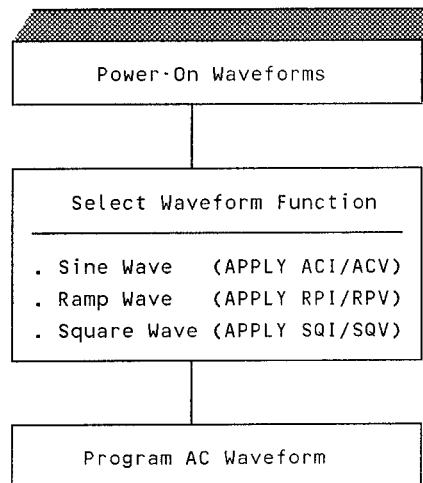 Power-On Waveforms
Select Waveform Function
. Sine Wave (APPLY ACI/ACV)
. Ramp Wave (APPLY RPI/RPV)
. Square Wave (APPLY SQI/SQV)
Program AC Waveform